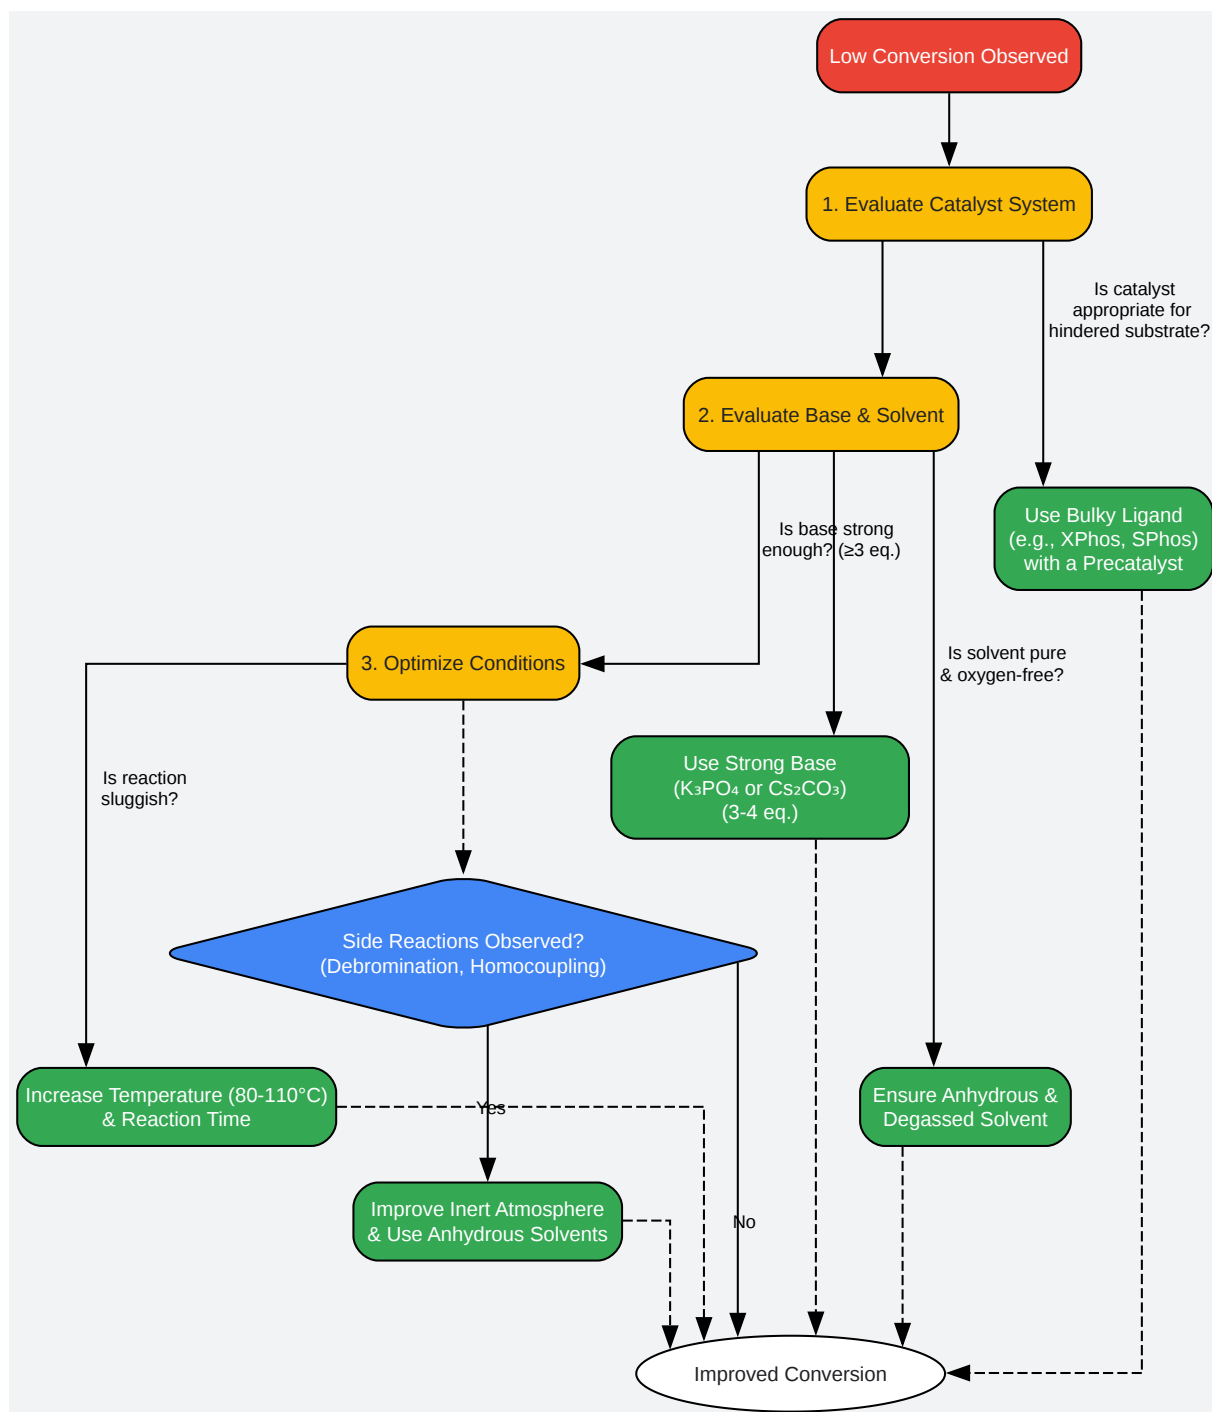 Low Conversion Observed
1. Evaluate Catalyst System
Is catalyst
appropriate for
hindered substrate?
2. Evaluate Base & Solvent
Use Bulky Ligand
(e.g., XPhos, SPhos)
with a Precatalyst
Is base strong
enough? (≥3 eq.)
3. Optimize Conditions
Is solvent pure
& oxygen-free?
Is reaction
sluggish?
Use Strong Base
(K₃PO₄ or Cs₂CO₃)
(3-4 eq.)
Side Reactions Observed?
(Debromination, Homocoupling)
Increase Temperature (80-110°C)
& Reaction Time
Yes
Ensure Anhydrous &
Degassed Solvent
Improve Inert Atmosphere
& Use Anhydrous Solvents
No
Improved Conversion